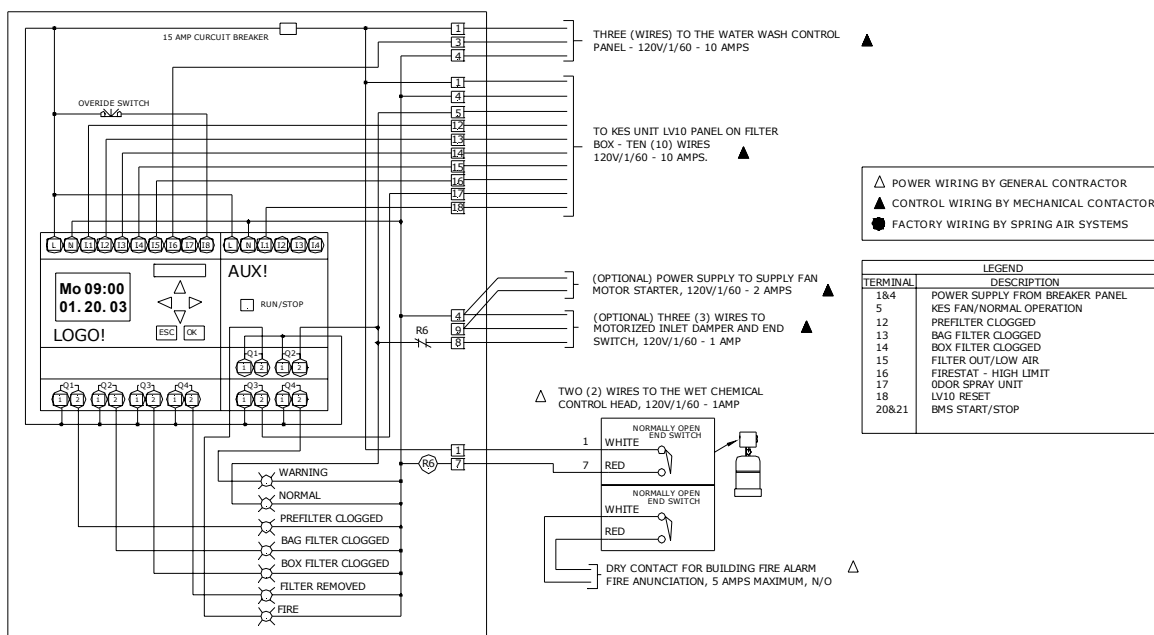 15 AMP CURCUIT BREAKER
1
3
4
THREE (WIRES) TO THE WATER WASH CONTROL
PANEL - 120V/1/60 - 10 AMPS
OVERIDE SWITCH
1
4
5
12
13
14
15
16
17
18
TO KES UNIT LV10 PANEL ON FILTER
BOX - TEN (10) WIRES
120V/1/60 - 10 AMPS.
POWER WIRING BY GENERAL CONTRACTOR
CONTROL WIRING BY MECHANICAL CONTACTOR
FACTORY WIRING BY SPRING AIR SYSTEMS
L N I1 I2 I3 I4 I5 I6 I7 I8
L N I1 I2 I3 I4
Mo 09:00
01. 20. 03
ESC OK
LOGO!
AUX!
RUN/STOP
Q1 Q2
1 2 1 2
Q1 Q2 Q3 Q4
1 2 1 2 1 2 1 2
Q3 Q4
1 2 1 2
(OPTIONAL) POWER SUPPLY TO SUPPLY FAN
MOTOR STARTER, 120V/1/60 - 2 AMPS
R6
4
9
8
(OPTIONAL) THREE (3) WIRES TO
MOTORIZED INLET DAMPER AND END
SWITCH, 120V/1/60 - 1 AMP
LEGEND
TERMINAL DESCRIPTION
1&4 POWER SUPPLY FROM BREAKER PANEL
5 KES FAN/NORMAL OPERATION
12 PREFILTER CLOGGED
13 BAG FILTER CLOGGED
14 BOX FILTER CLOGGED
15 FILTER OUT/LOW AIR
16 FIRESTAT - HIGH LIMIT
17 ODOR SPRAY UNIT
18 LV10 RESET
20&21 BMS START/STOP
TWO (2) WIRES TO THE WET CHEMICAL
CONTROL HEAD, 120V/1/60 - 1AMP
R6
1
7
NORMALLY OPEN
END SWITCH
1 WHITE
7 RED
NORMALLY OPEN
END SWITCH
WHITE
RED
DRY CONTACT FOR BUILDING FIRE ALARM
FIRE ANUNCIATION, 5 AMPS MAXIMUM, N/O
WARNING
NORMAL
PREFILTER CLOGGED
BAG FILTER CLOGGED
BOX FILTER CLOGGED
FILTER REMOVED
FIRE